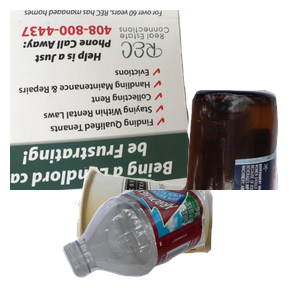 Being a Landlord ca
be Frustrating!
Finding Qualified Tenants
Staying Within Rental Laws
Collecting Rent
Handling Maintenance & Repairs
Evictions
REC
Real Estate
Connections
Help is a Just
Phone Call Away:
408-800-4437
For over 60 years, REC has managed homes